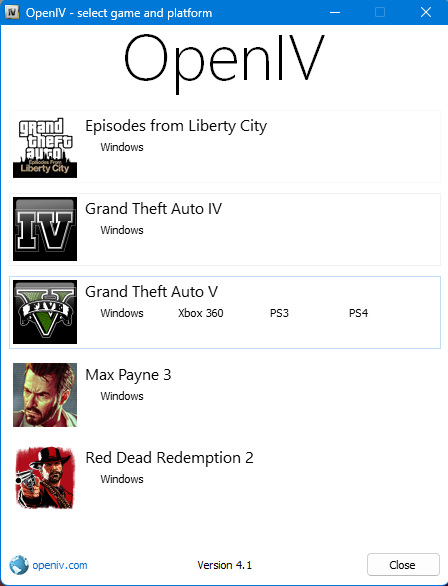 OpenIV - select game and platform
OpenIV
grand theft auto Episodes From Liberty City
Episodes from Liberty City
Windows
IV
Grand Theft Auto IV
Windows
FIVE
Grand Theft Auto V
Windows Xbox 360 PS3 PS4
Max Payne 3
Windows
Red Dead Redemption 2
Windows
openiv.com Version 4.1 Close